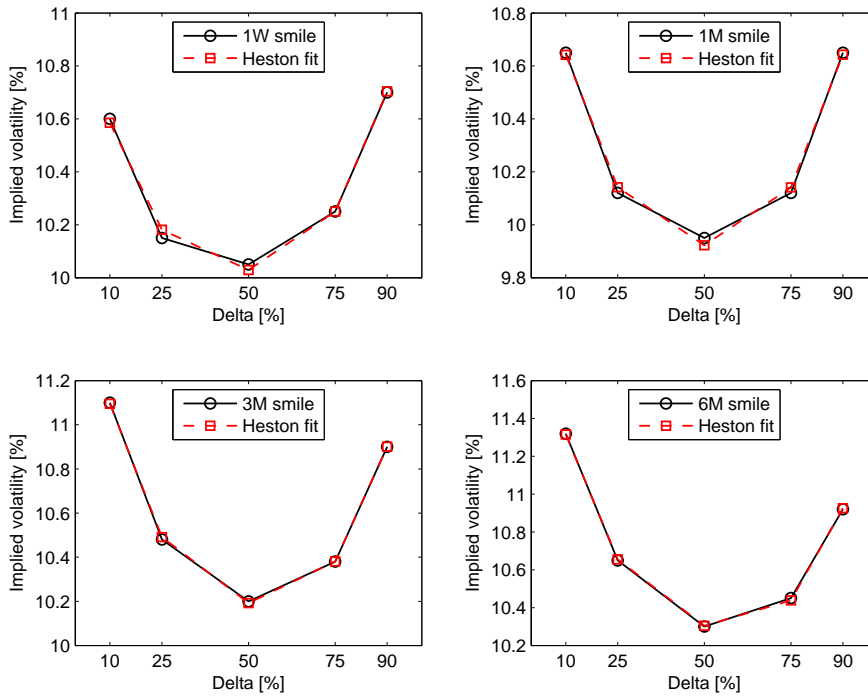 11
10.8
10.6
10.4
10.2
10
Implied volatility [%]
1W smile
Heston fit
10
25
50
75
90
Delta [%]
10.8
10.6
10.4
10.2
10
9.8
Implied volatility [%]
1M smile
Heston fit
10
25
50
75
90
Delta [%]
11.2
11
10.8
10.6
10.4
10.2
10
Implied volatility [%]
3M smile
Heston fit
10
25
50
75
90
Delta [%]
11.6
11.4
11.2
11
10.8
10.6
10.4
10.2
Implied volatility [%]
6M smile
Heston fit
10
25
50
75
90
Delta [%]